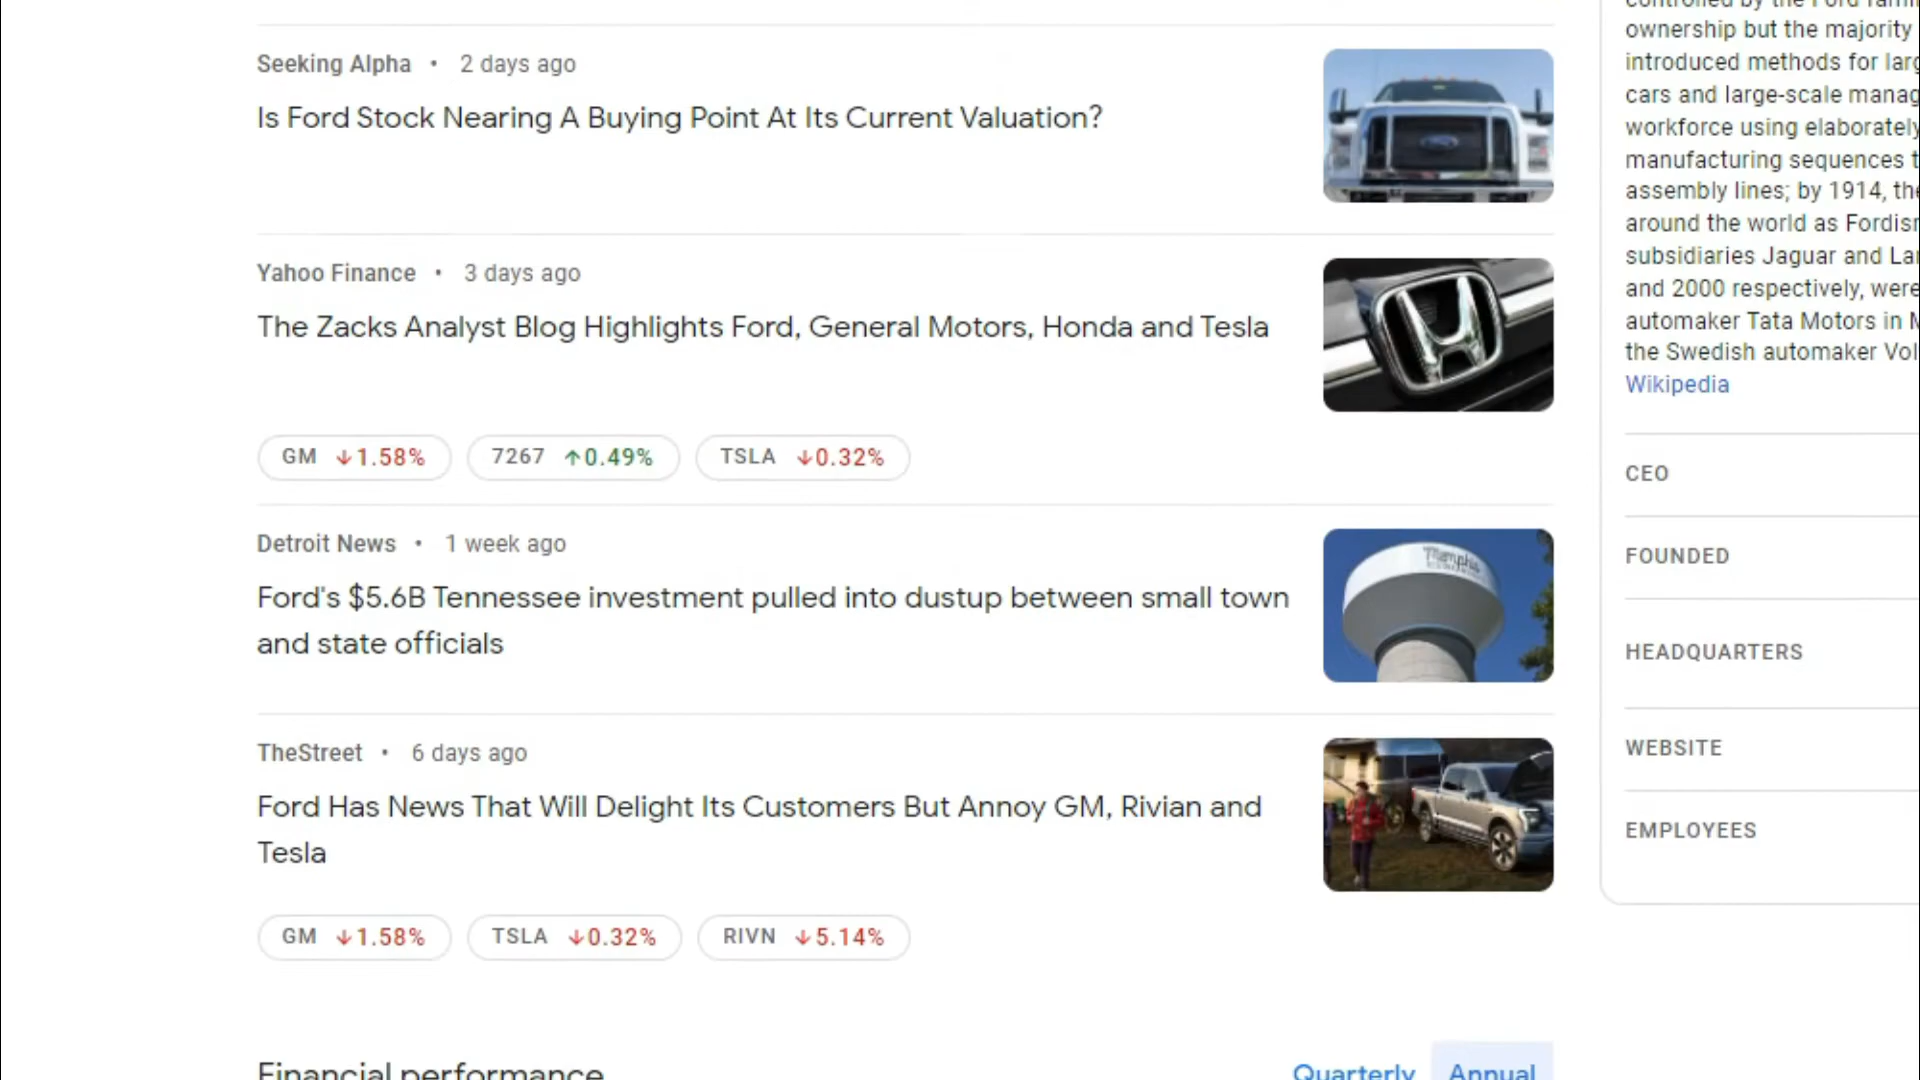 Seeking Alpha • 2 days ago
Is Ford Stock Nearing A Buying Point At Its Current Valuation?
Yahoo Finance • 3 days ago
The Zacks Analyst Blog Highlights Ford, General Motors, Honda and Tesla
GM ↓1.58% 7267 ↑0.49% TSLA ↓0.32%
Detroit News • 1 week ago
Ford's $5.6B Tennessee investment pulled into dustup between small town
and state officials
Memphis
TheStreet • 6 days ago
Ford Has News That Will Delight Its Customers But Annoy GM, Rivian and
Tesla
GM ↓1.58% TSLA ↓0.32% RIVN ↓5.14%
Financial performance
Quarterly Annual
ownership but the majority
introduced methods for larg
cars and large-scale manag
workforce using elaborately
manufacturing sequences t
assembly lines; by 1914, the
around the world as Fordisr
subsidiaries Jaguar and Lar
and 2000 respectively, were
automaker Tata Motors in M
the Swedish automaker Vol
Wikipedia
CEO
FOUNDED
HEADQUARTERS
WEBSITE
EMPLOYEES